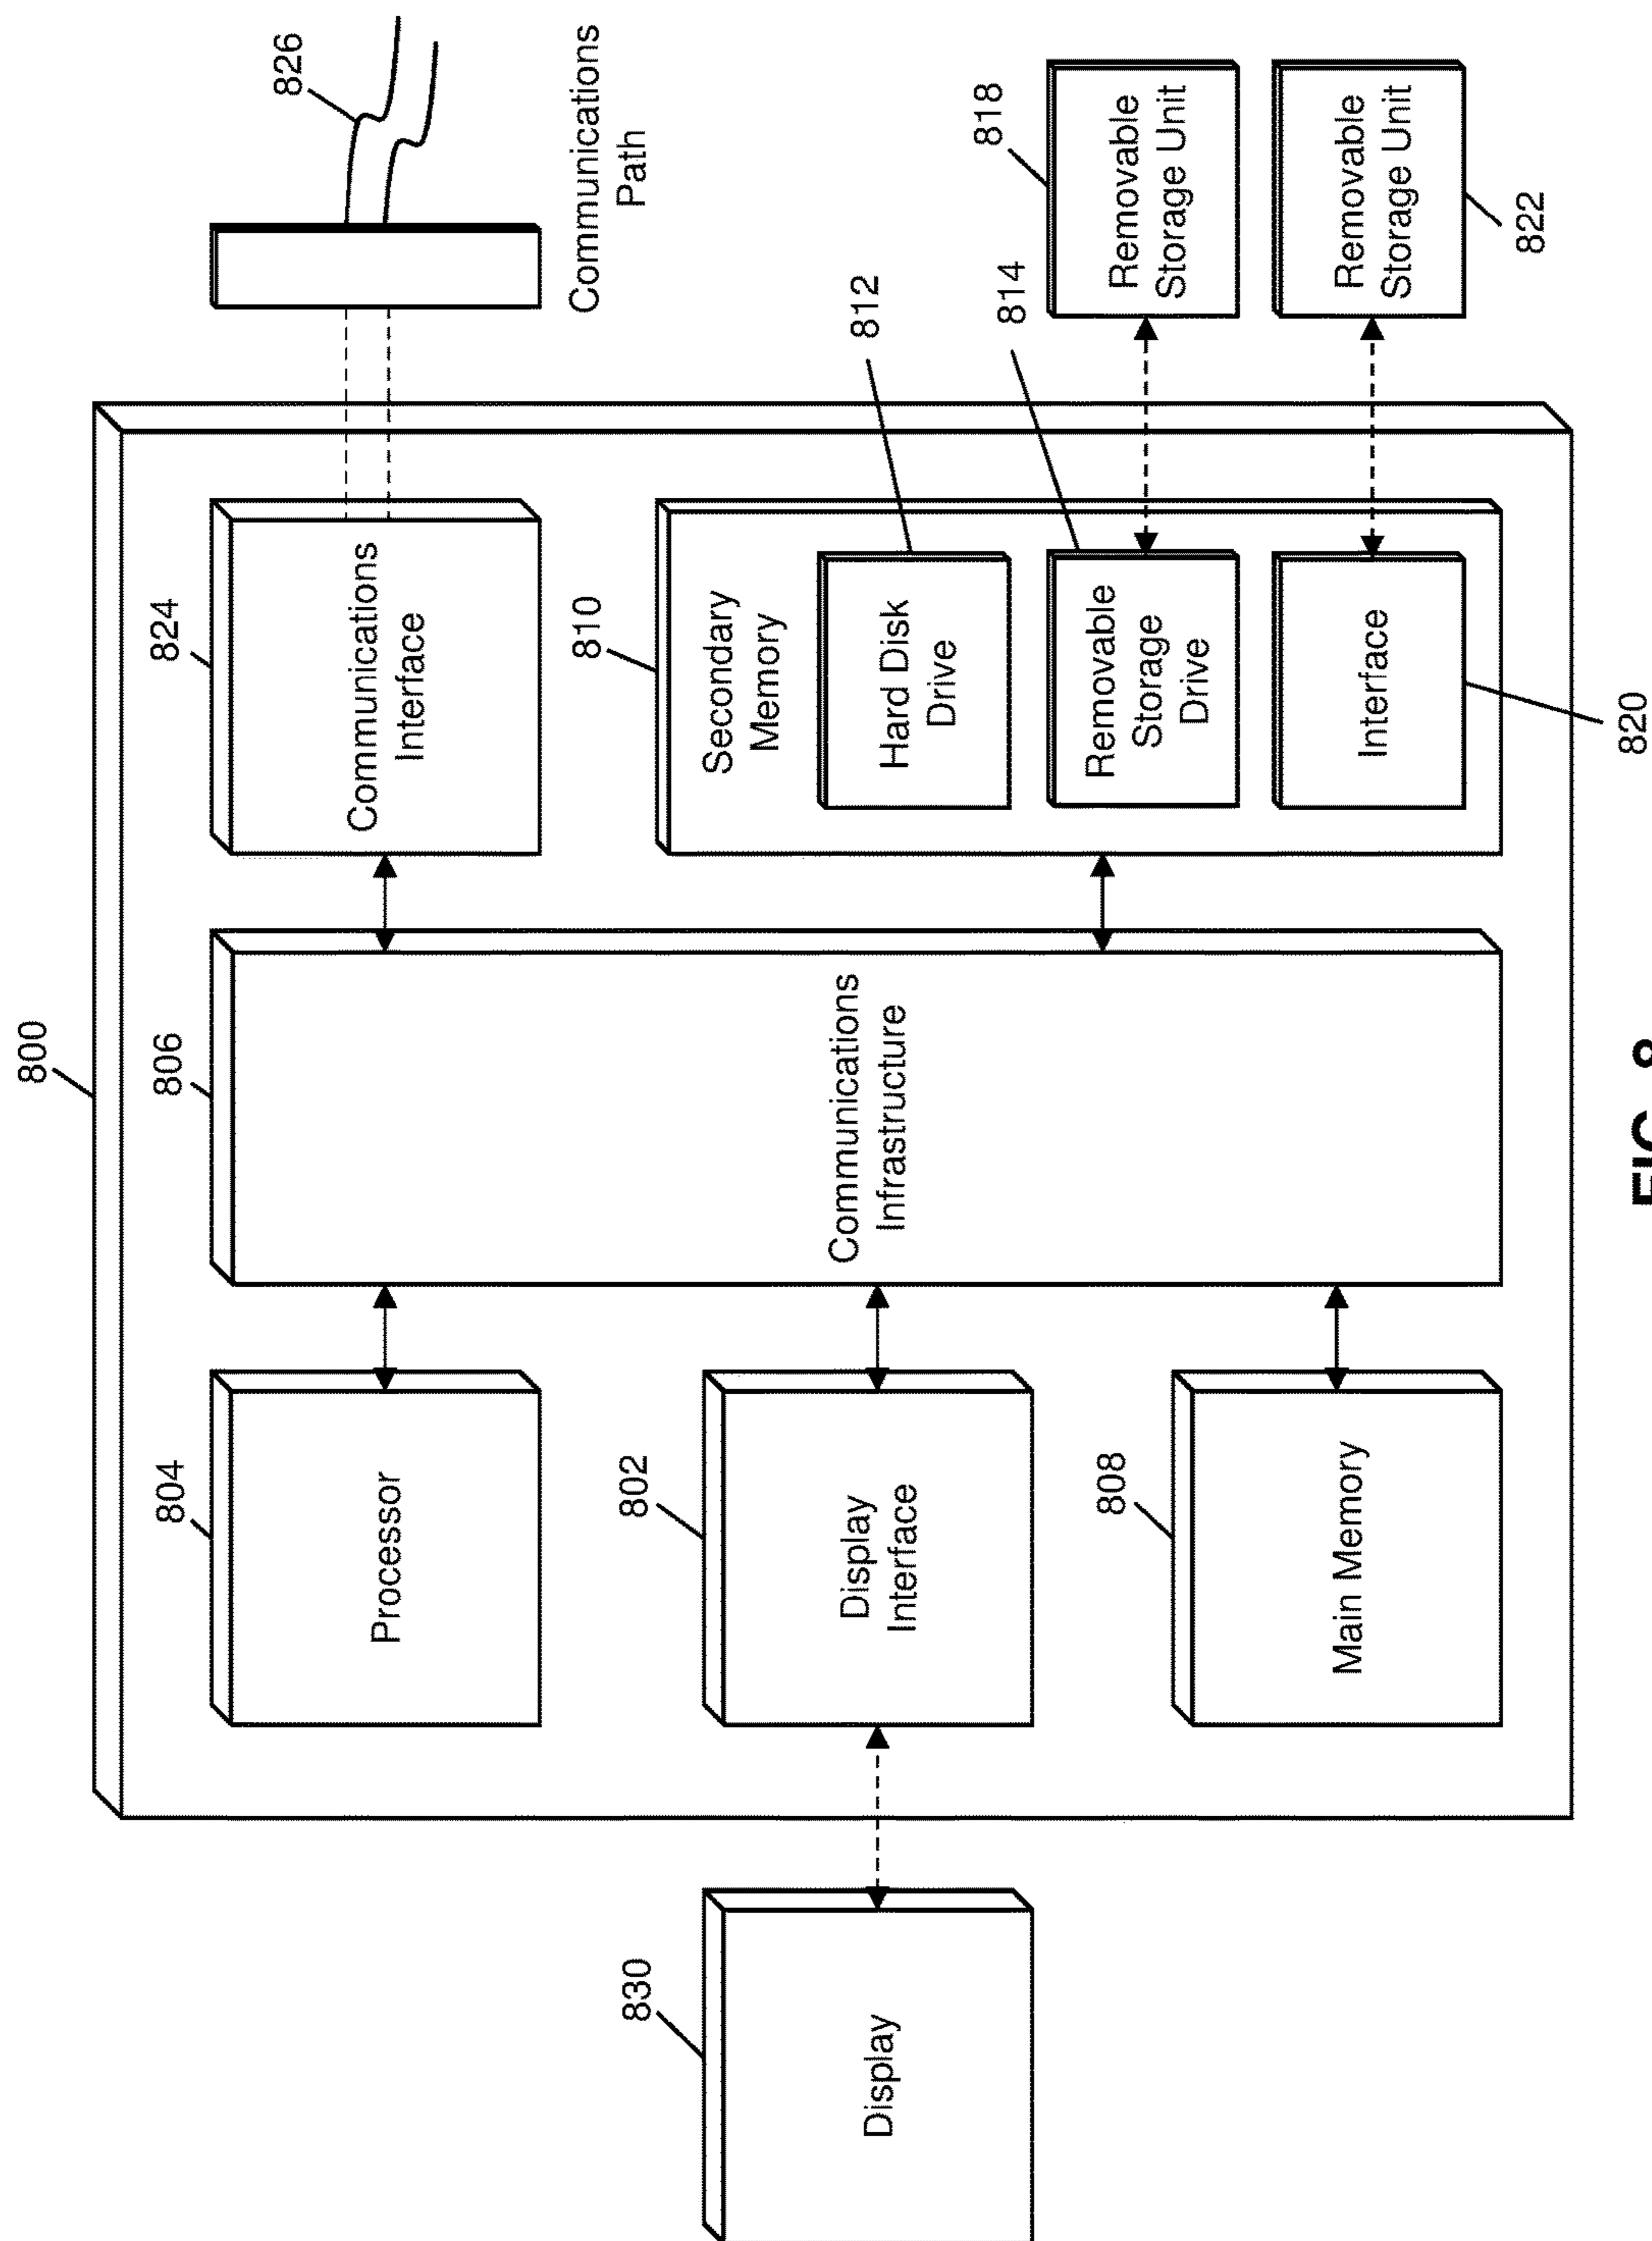 800
804
Processor
802
Display
Interface
808
Main Memory
830
Display
806
Communications
Infrastructure
824
Communications
Interface
826
Communications
Path
810
Secondary
Memory
812
Hard Disk
Drive
814
Removable
Storage
Drive
820
Interface
818
Removable
Storage Unit
822
Removable
Storage Unit
FIG. 8